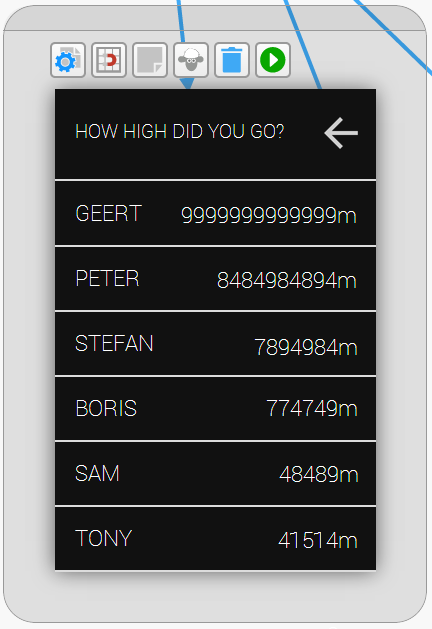 HOW HIGH DID YOU GO?
GEERT 9999999999999m
PETER 8484984894m
STEFAN 7894984m
BORIS 774749m
SAM 48489m
TONY 41514m